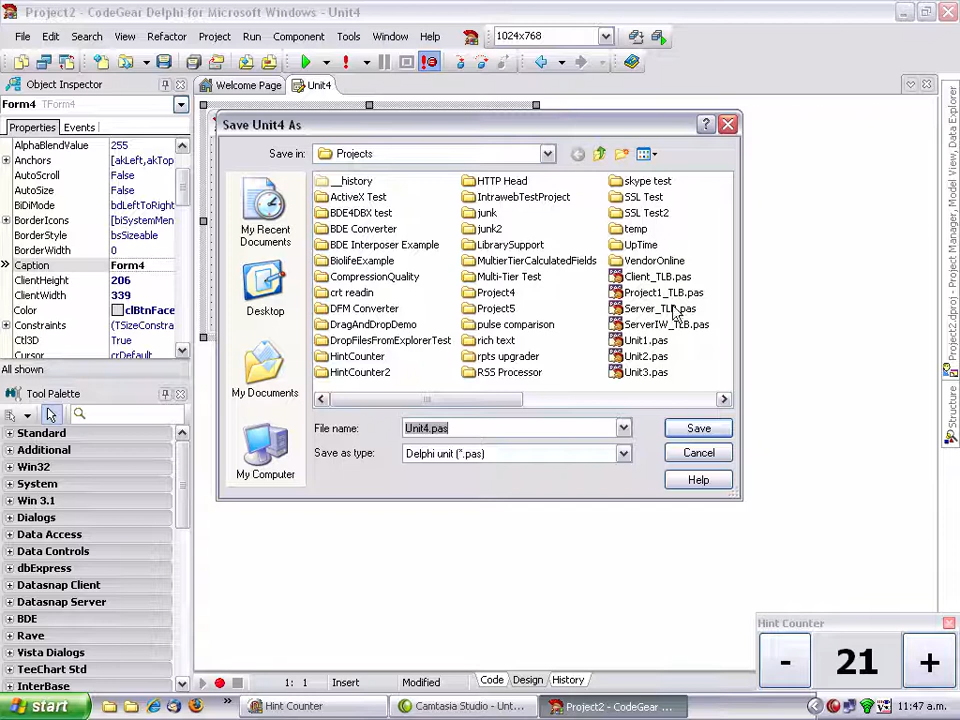 Project2 - CodeGear Delphi for Microsoft Windows - Unit4
File Edit Search View Refactor Project Run Component Tools Window Help
1024x768
Object Inspector
Welcome Page Unit4
Form4 TForm4
Properties Events
AlphaBlendValue 255
Anchors [akLeft,akTop
AutoScroll False
AutoSize False
BiDiMode bdLeftToRight
BorderIcons [biSystemMen
BorderStyle bsSizeable
BorderWidth 0
Caption Form4
ClientHeight 206
ClientWidth 339
Color clBtnFace
Constraints (TSizeConstra
Ctl3D True
Cursor crDefault
All shown
Save Unit4 As
Save in: Projects
My Recent Documents
Desktop
My Documents
My Computer
__history HTTP Head skype test
ActiveX Test IntrawebTestProject SSL Test
BDE4DBX test junk SSL Test2
BDE Converter junk2 temp
BDE Interposer Example LibrarySupport UpTime
BiolifeExample MultierTierCalculatedFields VendorOnline
CompressionQuality Multi-Tier Test Client_TLB.pas
crt readin Project4 Project1_TLB.pas
DFM Converter Project5 Server_TLB.pas
DragAndDropDemo pulse comparison ServerIW_TLB.pas
DropFilesFromExplorerTest rich text Unit1.pas
HintCounter rpts upgrader Unit2.pas
HintCounter2 RSS Processor Unit3.pas
File name: Unit4.pas Save
Save as type: Delphi unit (*.pas) Cancel
Help
Tool Palette
Standard
Additional
Win32
System
Win 3.1
Dialogs
Data Access
Data Controls
dbExpress
Datasnap Client
Datasnap Server
BDE
Rave
Vista Dialogs
TeeChart Std
InterBase
Project2.dproj - Project Manager, Model View, D
Structure
Hint Counter
- 21 +
1: 1 Insert Modified Code Design History
start Hint Counter Camtasia Studio - Unt... Project2 - CodeGear ... 11:47 a.m.